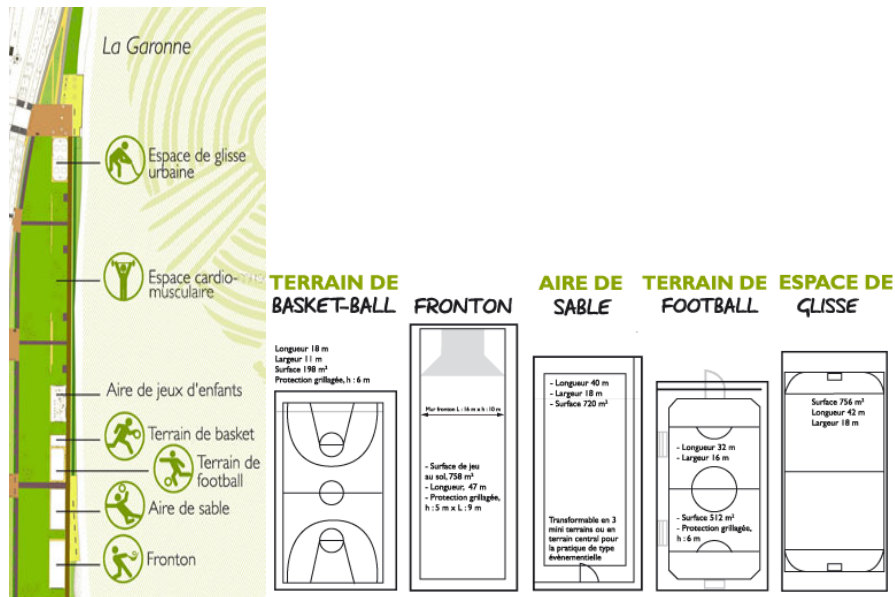 La Garonne
Espace de glisse
urbaine
Espace cardio-
musculaire
Aire de jeux d'enfants
Terrain de basket
Terrain de
football
Aire de sable
Fronton
TERRAIN DE
BASKET-BALL
Longueur 18 m
Largeur 11 m
Surface 198 m²
Protection grillagée, h : 6 m
FRONTON
Mur fronton L : 16 m x h : 10 m
- Surface de jeu
au sol, 758 m²
- Longueur, 47 m
- Protection grillagée,
h : 5 m x L : 9 m
AIRE DE
SABLE
- Longueur 40 m
- Largeur 18 m
- Surface 720 m²
Transformable en 3
mini terrains ou en
terrain central pour
la pratique de type
évènementielle
TERRAIN DE
FOOTBALL
- Longueur 32 m
- Largeur 16 m
- Surface 512 m²
- Protection grillagée,
h : 6 m
ESPACE DE
GLISSE
Surface 756 m²
Longueur 42 m
Largeur 18 m